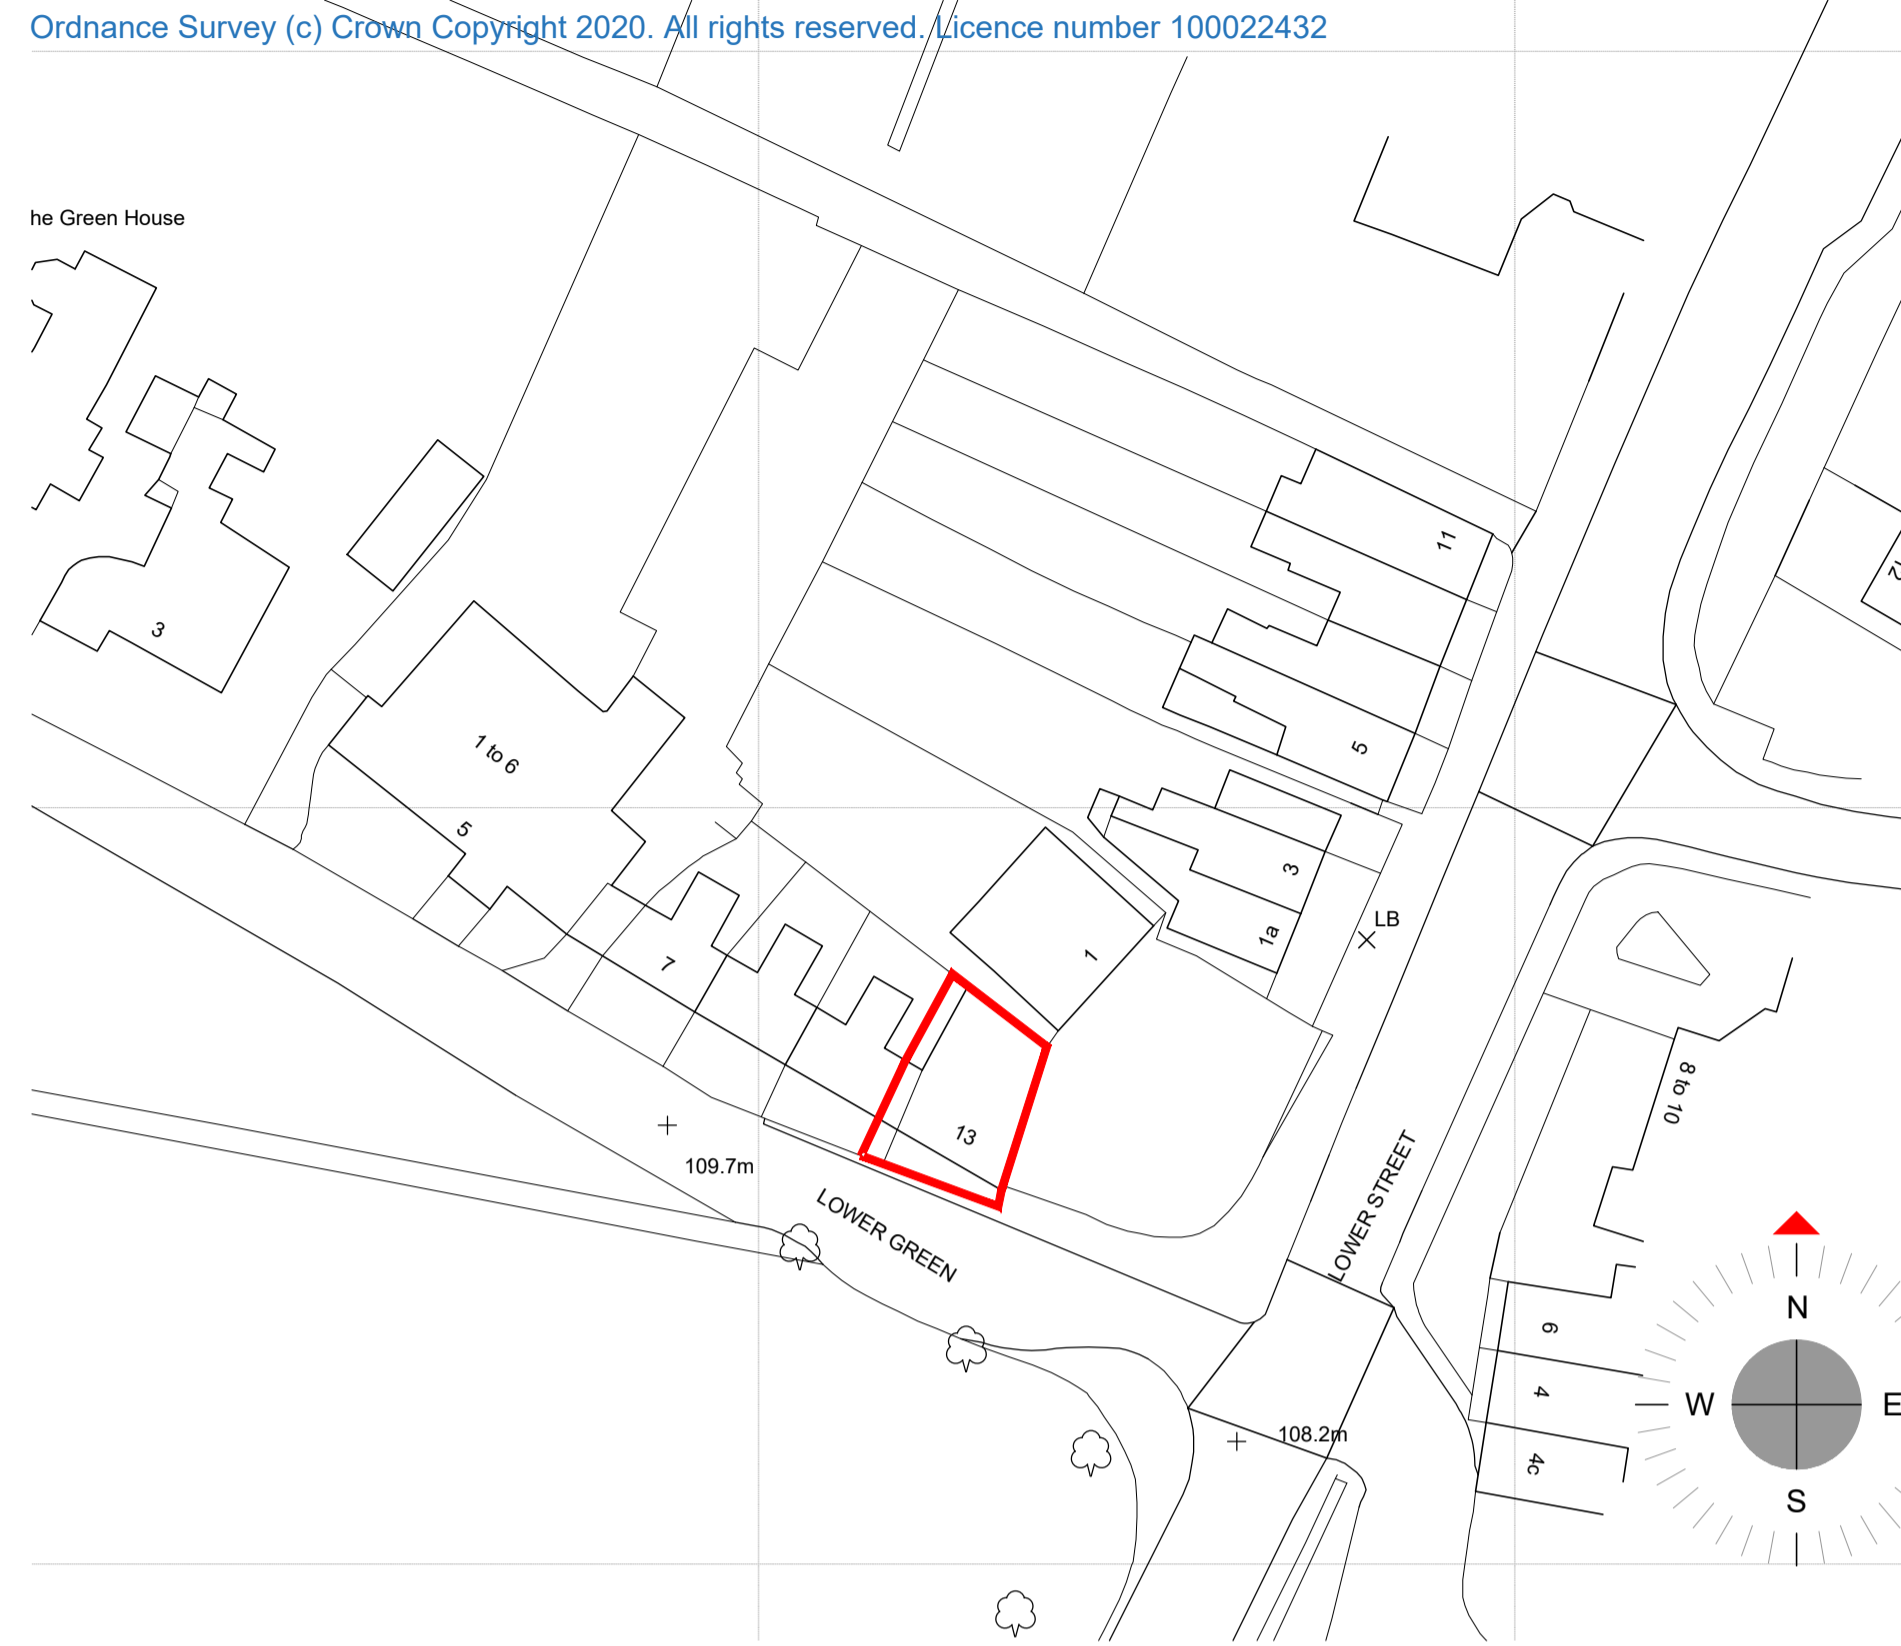 Ordnance Survey (c) Crown Copyright 2020. All rights reserved. Licence number 100022432
he Green House
3
11
12
1 to 6
5
5
3
1a
LB
1
7
13
8 to 10
109.7m
LOWER GREEN
LOWER STREET
6
4
4c
108.2m
N
W
E
S